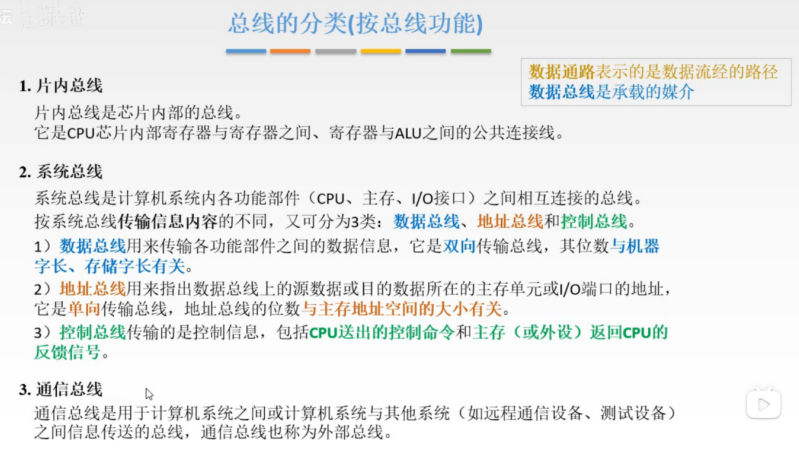 总线的分类(按总线功能)
数据通路表示的是数据流经的路径
数据总线是承载的媒介
1. 片内总线
片内总线是芯片内部的总线。
它是CPU芯片内部寄存器与寄存器之间、寄存器与ALU之间的公共连接线。
2. 系统总线
系统总线是计算机系统内各功能部件（CPU、主存、I/O接口）之间相互连接的总线。
按系统总线传输信息内容的不同，又可分为3类：数据总线、地址总线和控制总线。
1）数据总线用来传输各功能部件之间的数据信息，它是双向传输总线，其位数与机器
字长、存储字长有关。
2）地址总线用来指出数据总线上的源数据或目的数据所在的主存单元或I/O端口的地址，
它是单向传输总线，地址总线的位数与主存地址空间的大小有关。
3）控制总线传输的是控制信息，包括CPU送出的控制命令和主存（或外设）返回CPU的
反馈信号。
3. 通信总线
通信总线是用于计算机系统之间或计算机系统与其他系统（如远程通信设备、测试设备）
之间信息传送的总线，通信总线也称为外部总线。